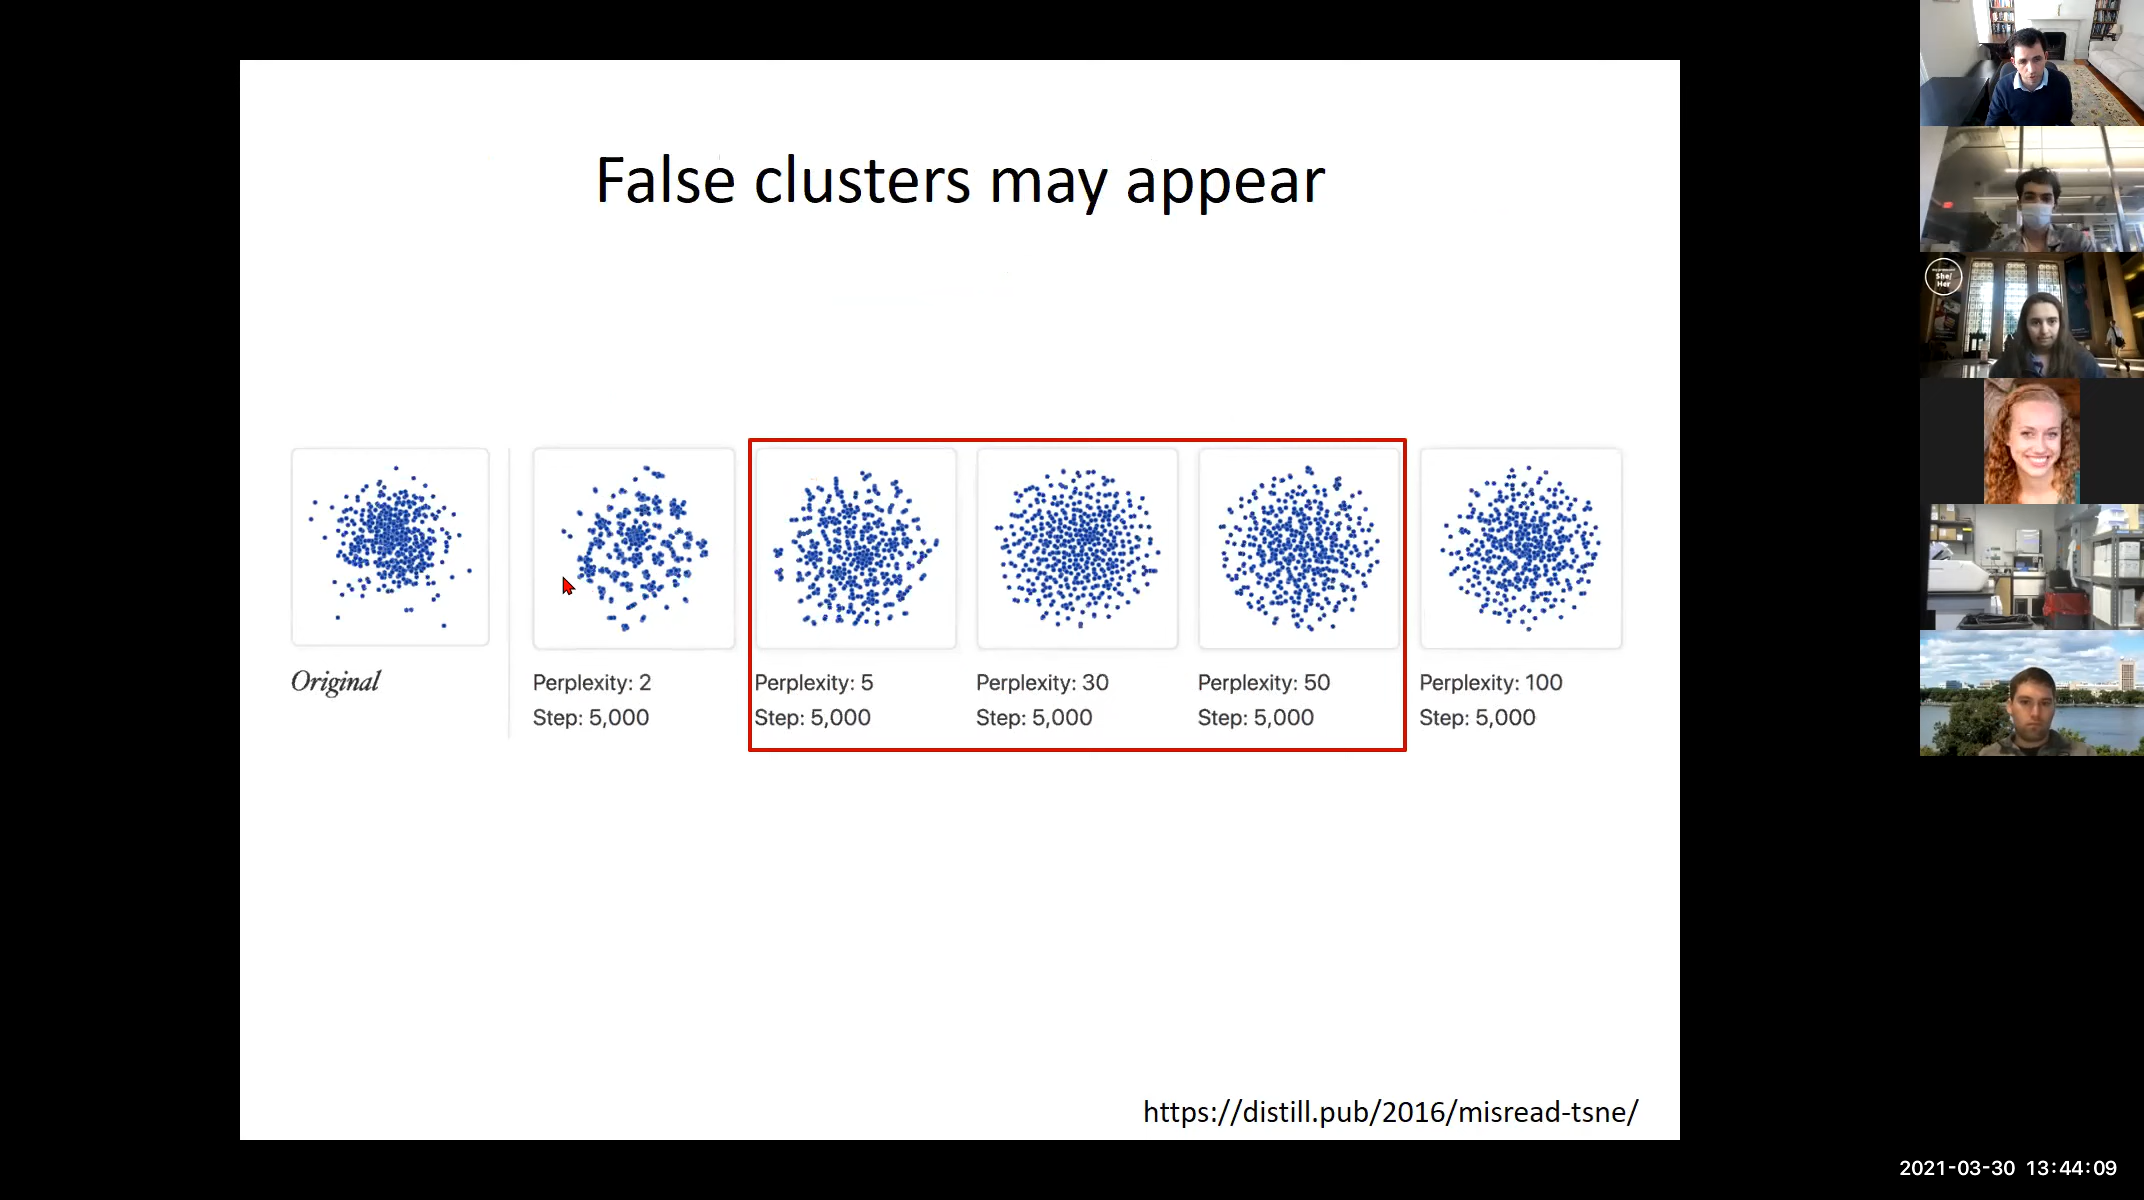 False clusters may appear
Original
Perplexity: 2
Step: 5,000
Perplexity: 5
Step: 5,000
Perplexity: 30
Step: 5,000
Perplexity: 50
Step: 5,000
Perplexity: 100
Step: 5,000
https://distill.pub/2016/misread-tsne/
She/
Her
2021-03-30 13:44:09